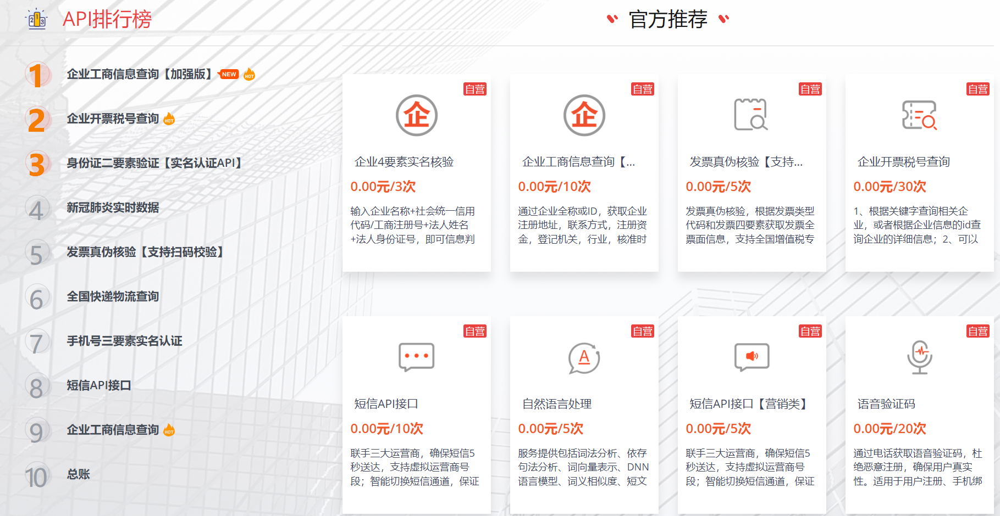 API排行榜
1 企业工商信息查询【加强版】 NEW HOT
2 企业开票税号查询 HOT
3 身份证二要素验证【实名认证API】
4 新冠肺炎实时数据
5 发票真伪核验【支持扫码校验】
6 全国快递物流查询
7 手机号三要素实名认证
8 短信API接口
9 企业工商信息查询 HOT
10 总账
官方推荐
自营
企
企业4要素实名核验
0.00元/3次
输入企业名称+社会统一信用
代码/工商注册号+法人姓名
+法人身份证号，即可信息判
自营
企
企业工商信息查询【...
0.00元/10次
通过企业全称或ID，获取企业
注册地址，联系方式，注册资
金，登记机关，行业，核准时
自营
发票真伪核验【支持...
0.00元/5次
发票真伪核验，根据发票类型
代码和发票四要素获取发票全
票面信息，支持全国增值税专
自营
企业开票税号查询
0.00元/30次
1、根据关键字查询相关企
业，或者根据企业信息的id查
询企业的详细信息；2、可以
自营
短信API接口
0.00元/10次
联手三大运营商，确保短信5
秒送达，支持虚拟运营商号
段；智能切换短信通道，保证
自营
A
自然语言处理
0.00元/5次
服务提供包括词法分析、依存
句法分析、词向量表示、DNN
语言模型、词义相似度、短文
自营
短信API接口【营销类】
0.00元/5次
联手三大运营商，确保短信5
秒送达，支持虚拟运营商号
段；智能切换短信通道，保证
自营
语音验证码
0.00元/20次
通过电话获取语音验证码，杜
绝恶意注册，确保用户真实
性。适用于用户注册、手机绑